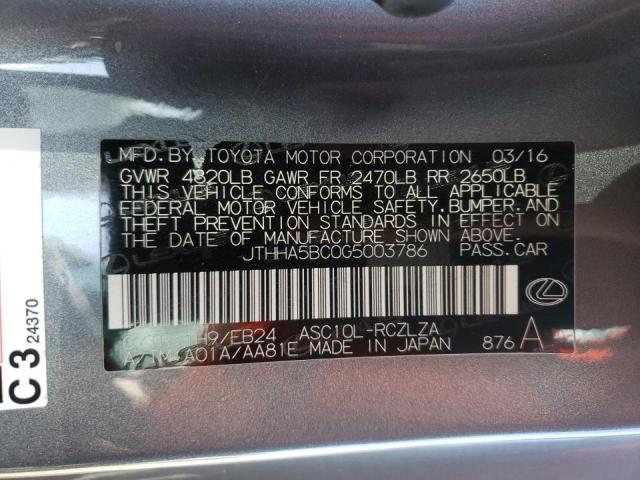 MFD. BY TOYOTA MOTOR CORPORATION 03/16
GVWR 4820LB GAWR FR 2470LB RR 2650LB
THIS VEHICLE CONFORMS TO ALL APPLICABLE
FEDERAL MOTOR VEHICLE SAFETY, BUMPER, AND
THEFT PREVENTION STANDARDS IN EFFECT ON
THE DATE OF MANUFACTURE SHOWN ABOVE.
JTHHA5BC0G5003786 PASS.CAR
H9/EB24 ASC10L-RCZLZA
A01A/AA81E MADE IN JAPAN 876 A
C3 24370